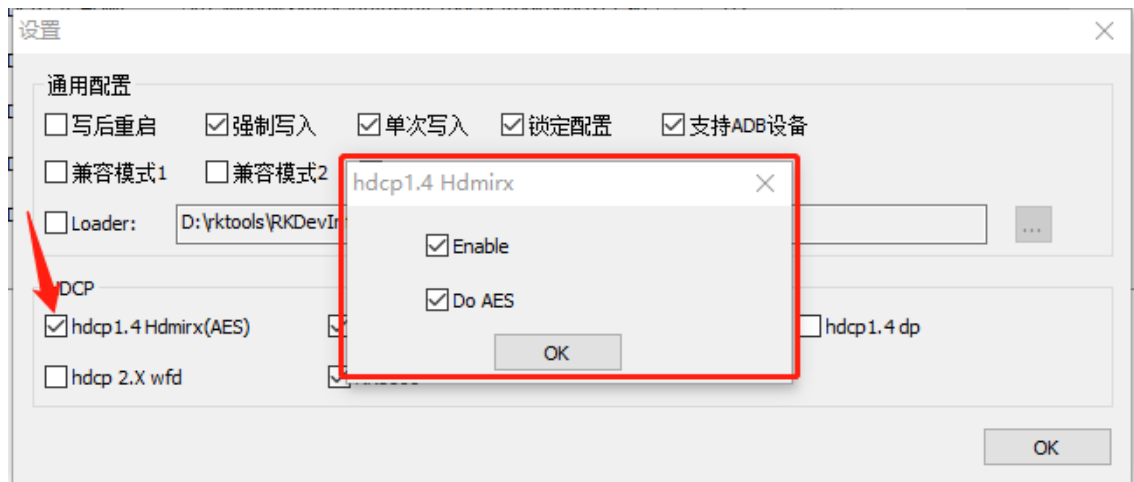 设置
通用配置
写后重启 强制写入 单次写入 锁定配置 支持ADB设备
兼容模式1 兼容模式2
hdcp1.4 Hdmirx
Loader: D:\rktools\RKDevIn ...
Enable
DCP
Do AES
hdcp1.4 Hdmirx(AES) hdcp1.4 dp
OK
hdcp 2.X wfd
OK